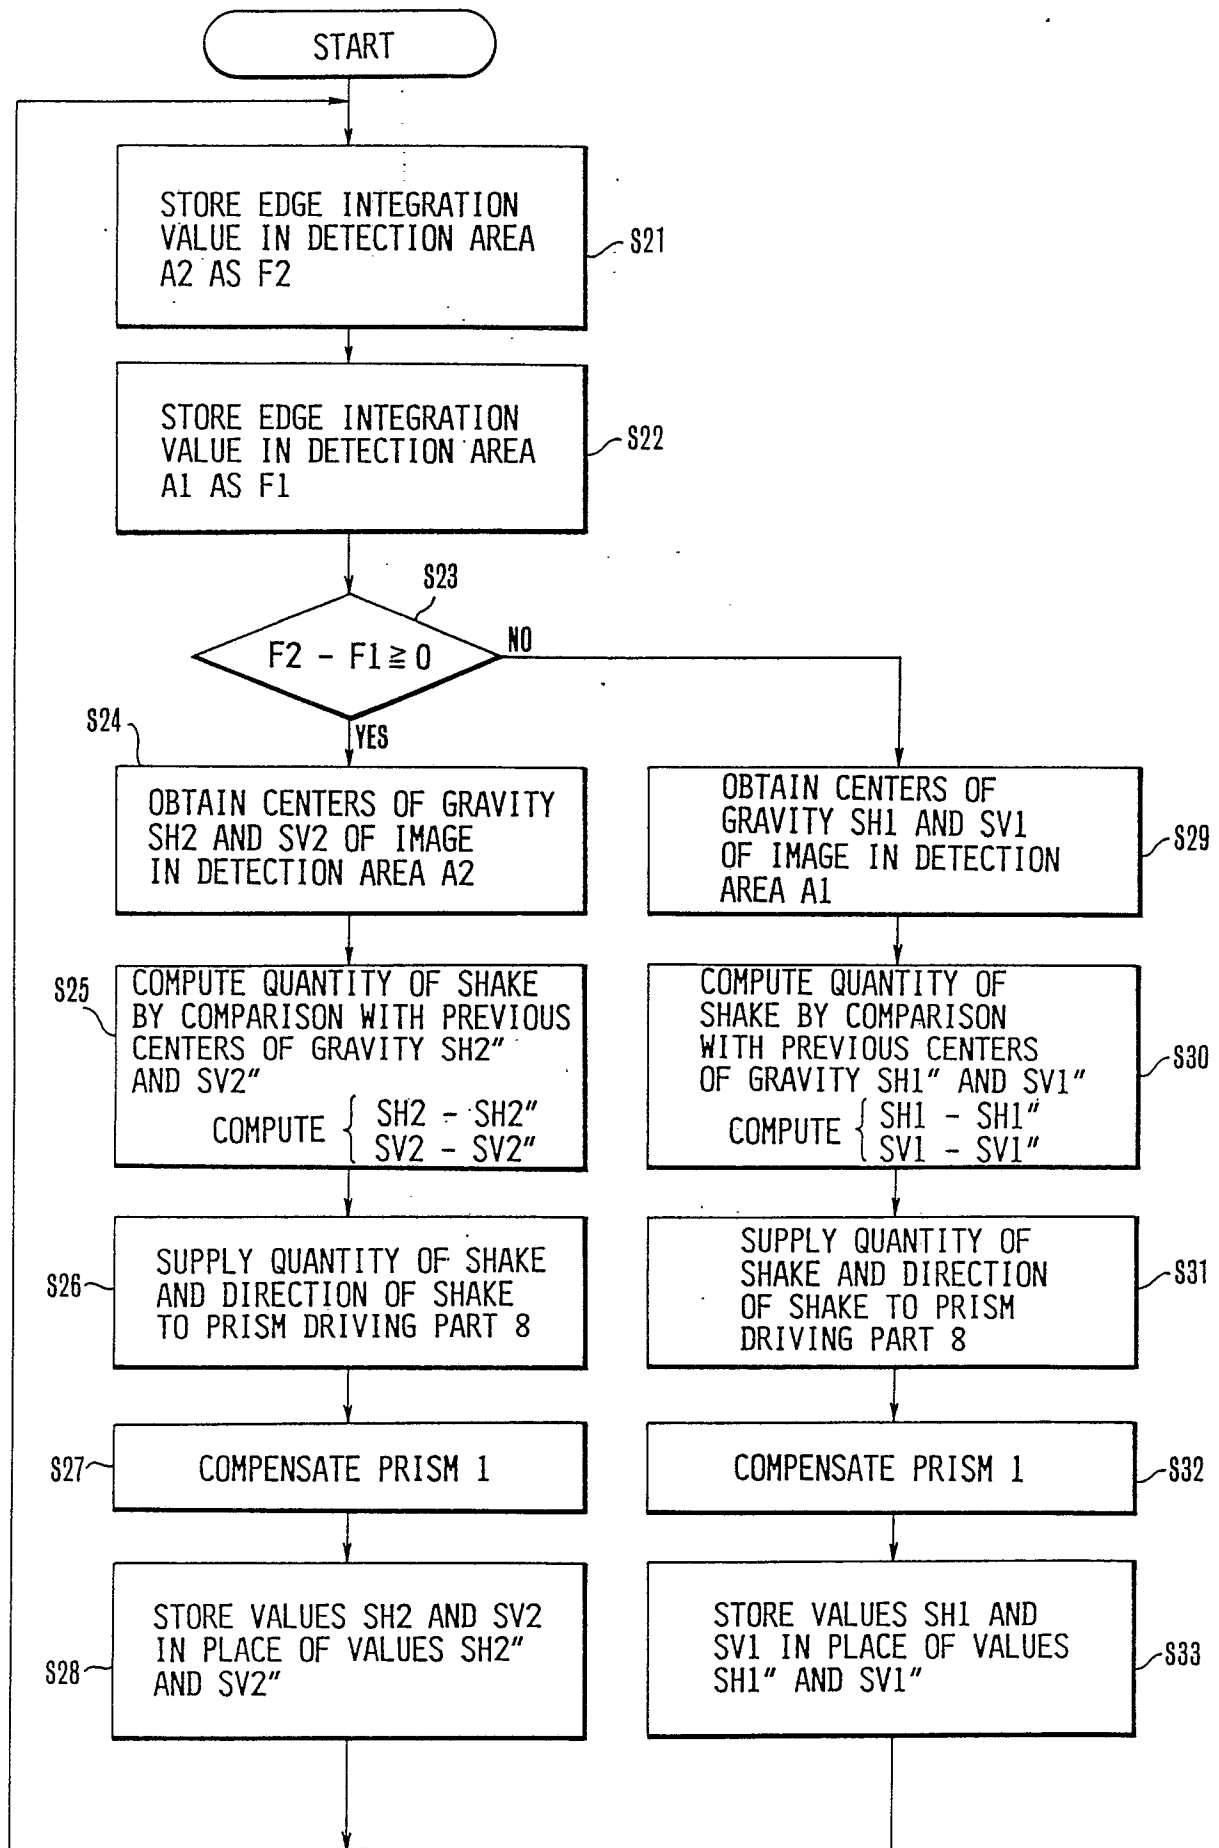 START
STORE EDGE INTEGRATION
VALUE IN DETECTION AREA
A2 AS F2
S21
STORE EDGE INTEGRATION
VALUE IN DETECTION AREA
A1 AS F1
S22
S23
F2 - F1 ≧ 0
NO
YES
S24
OBTAIN CENTERS OF GRAVITY
SH2 AND SV2 OF IMAGE
IN DETECTION AREA A2
OBTAIN CENTERS OF
GRAVITY SH1 AND SV1
OF IMAGE IN DETECTION
AREA A1
S29
S25
COMPUTE QUANTITY OF SHAKE
BY COMPARISON WITH PREVIOUS
CENTERS OF GRAVITY SH2"
AND SV2"
COMPUTE { SH2 - SH2"
SV2 - SV2"
COMPUTE QUANTITY OF
SHAKE BY COMPARISON
WITH PREVIOUS CENTERS
OF GRAVITY SH1" AND SV1"
COMPUTE { SH1 - SH1"
SV1 - SV1"
S30
S26
SUPPLY QUANTITY OF SHAKE
AND DIRECTION OF SHAKE
TO PRISM DRIVING PART 8
SUPPLY QUANTITY OF
SHAKE AND DIRECTION
OF SHAKE TO PRISM
DRIVING PART 8
S31
S27
COMPENSATE PRISM 1
COMPENSATE PRISM 1
S32
S28
STORE VALUES SH2 AND SV2
IN PLACE OF VALUES SH2"
AND SV2"
STORE VALUES SH1 AND
SV1 IN PLACE OF VALUES
SH1" AND SV1"
S33